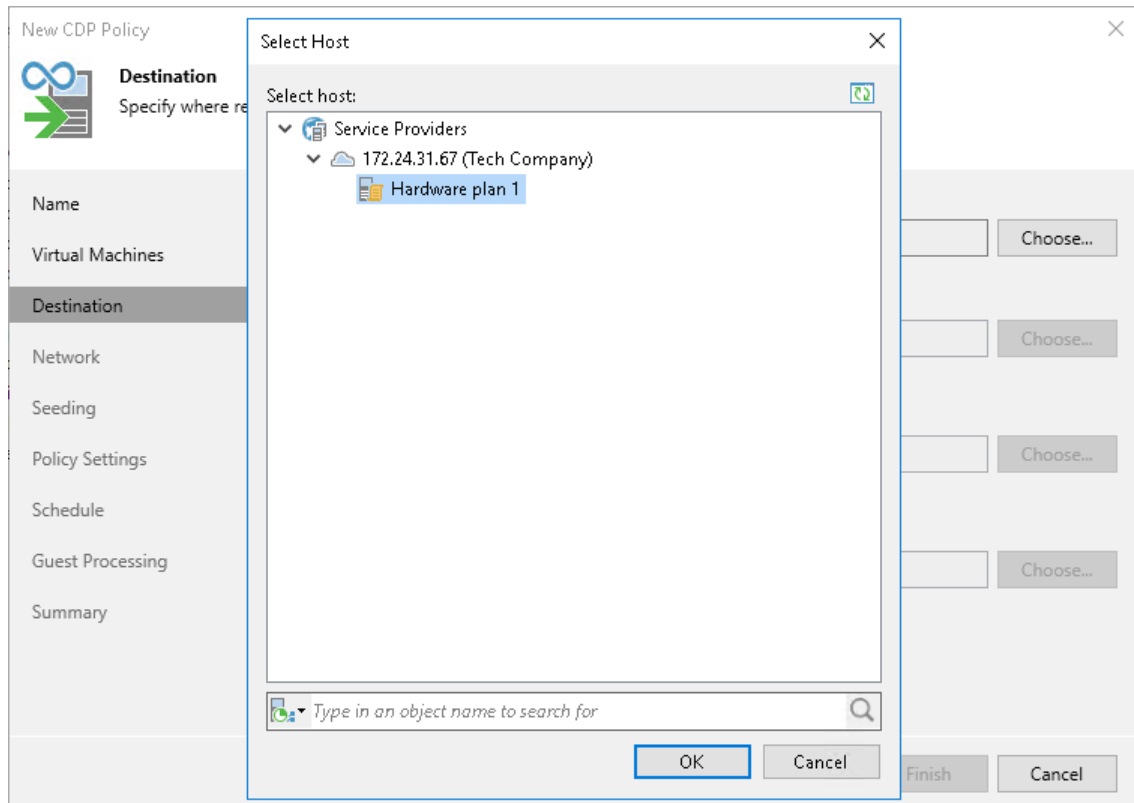 New CDP Policy
Destination
Specify where re
Name
Virtual Machines
Destination
Network
Seeding
Policy Settings
Schedule
Guest Processing
Summary
Select Host
Select host:
Service Providers
172.24.31.67 (Tech Company)
Hardware plan 1
Type in an object name to search for
OK
Cancel
Choose...
Choose...
Choose...
Choose...
Finish
Cancel